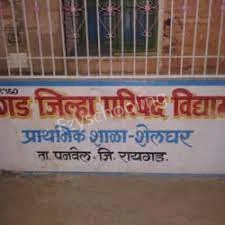 गड जिल्हा परिषद विद्या
प्राथमिक शाळा-शेलघर
ता. पनवेल. जि. रायगड.